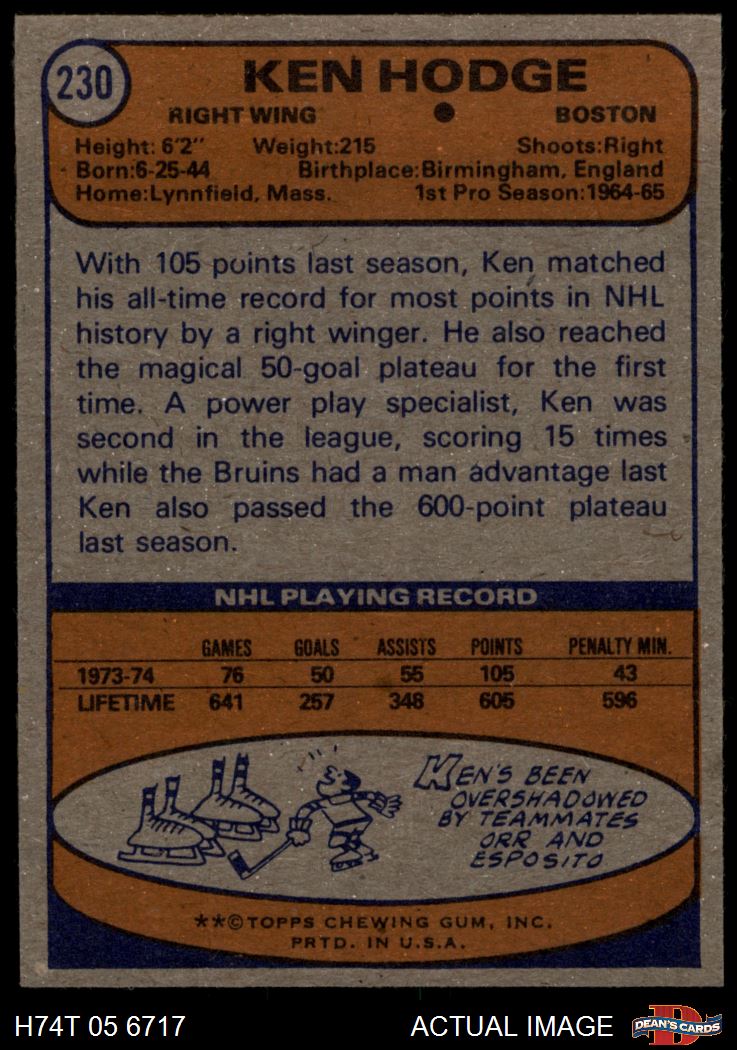 230
KEN HODGE
RIGHT WING BOSTON
Height: 6'2" Weight:215 Shoots:Right
Born:6-25-44 Birthplace:Birmingham, England
Home:Lynnfield, Mass. 1st Pro Season:1964-65
With 105 points last season, Ken matched
his all-time record for most points in NHL
history by a right winger. He also reached
the magical 50-goal plateau for the first
time. A power play specialist, Ken was
second in the league, scoring 15 times
while the Bruins had a man advantage last
Ken also passed the 600-point plateau
last season.
NHL PLAYING RECORD
GAMES GOALS ASSISTS POINTS PENALTY MIN.
1973-74 76 50 55 105 43
LIFETIME 641 257 348 605 596
KEN'S BEEN
OVERSHADOWED
BY TEAMMATES
ORR AND
ESPOSITO
**©TOPPS CHEWING GUM, INC.
PRTD. IN U.S.A.
H74T 05 6717 ACTUAL IMAGE DEAN'S CARDS